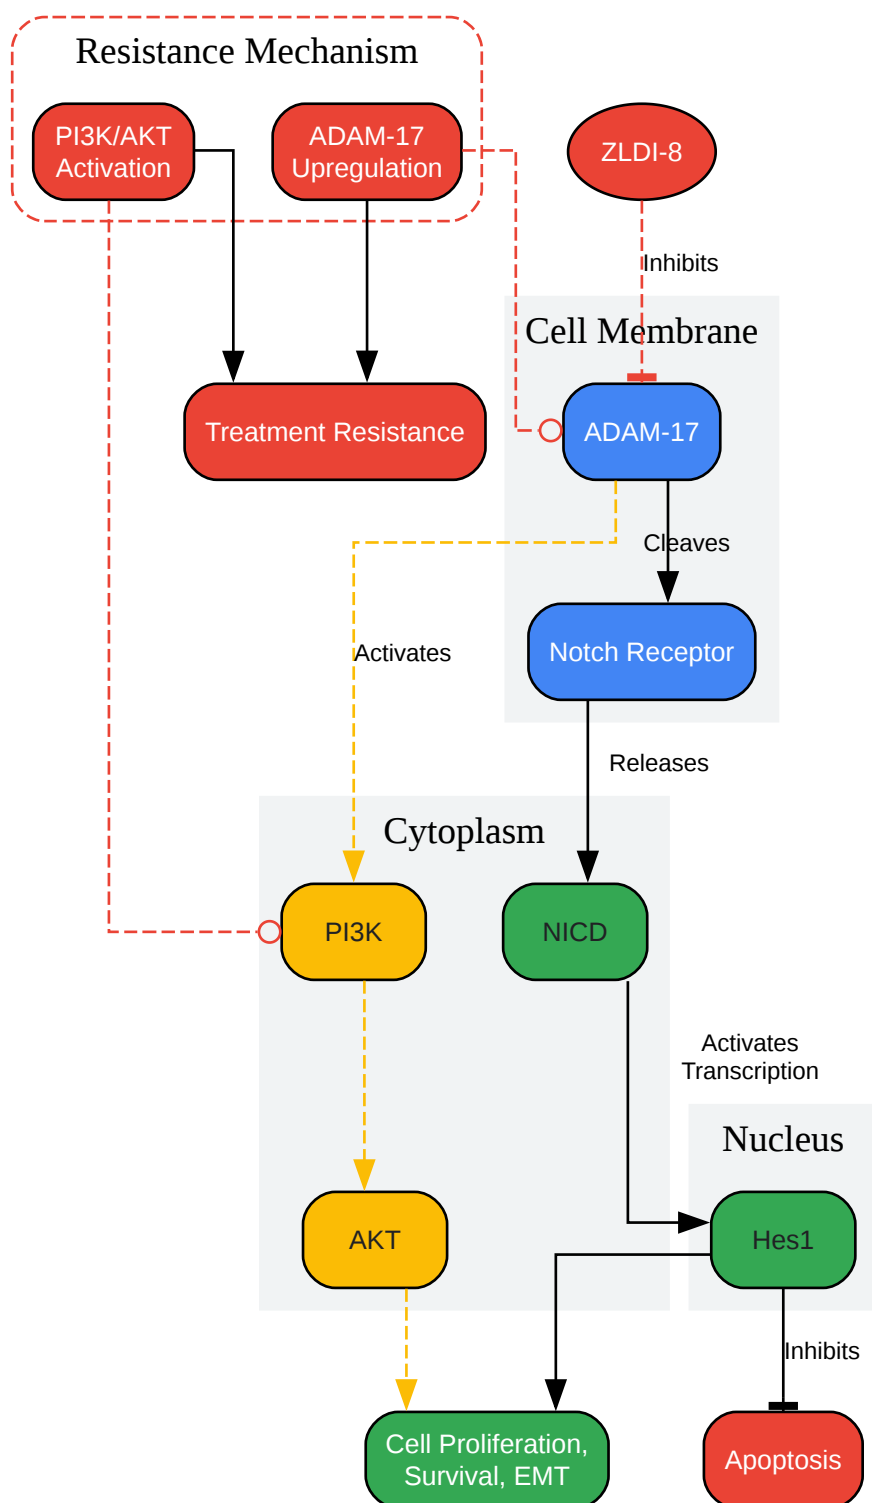 Resistance Mechanism
PI3K/AKT
Activation
ADAM-17
Upregulation
ZLDI-8
Inhibits
Cell Membrane
Treatment Resistance
ADAM-17
Cleaves
Notch Receptor
Activates
Releases
Cytoplasm
PI3K
NICD
Activates
Transcription
Nucleus
AKT
Hes1
Inhibits
Cell Proliferation,
Survival, EMT
Apoptosis